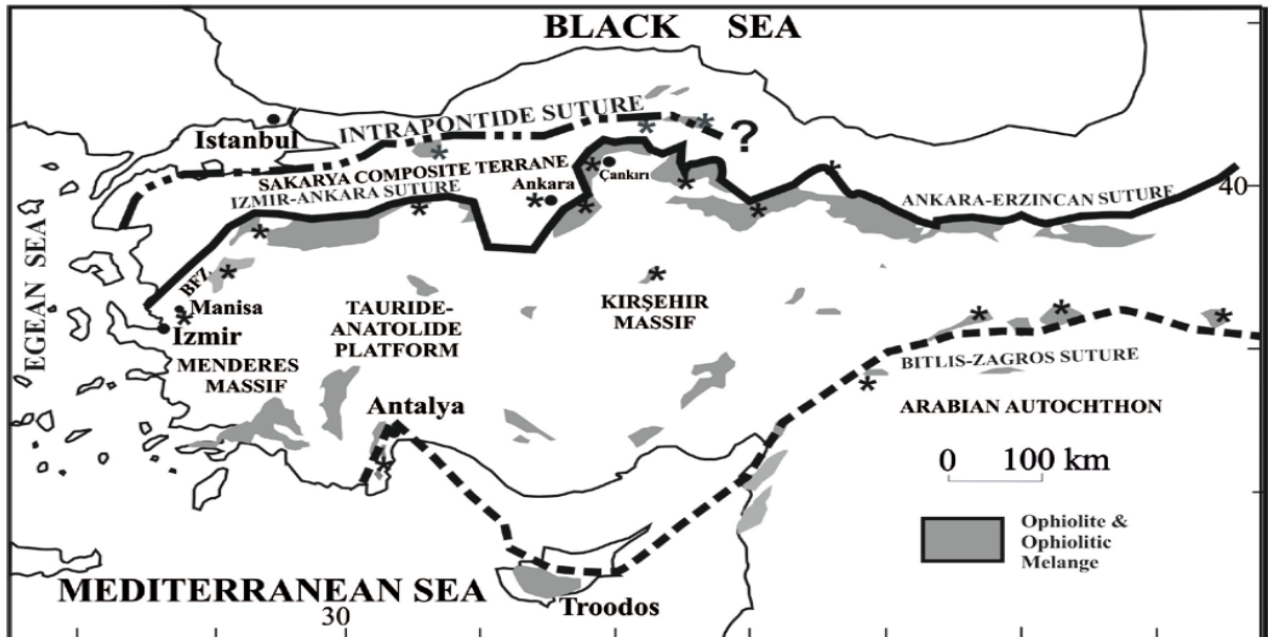 BLACK SEA
INTRAPONTIDE SUTURE
Istanbul
?
SAKARYA COMPOSITE TERRANE
IZMIR-ANKARA SUTURE
Ankara
Çankırı
ANKARA-ERZINCAN SUTURE
40
EGEAN SEA
BFZ
Manisa
Izmir
MENDERES
MASSIF
TAURIDE-
ANATOLIDE
PLATFORM
KIRŞEHIR
MASSIF
BITLIS-ZAGROS SUTURE
ARABIAN AUTOCHTHON
Antalya
0 100 km
Ophiolite &
Ophiolitic
Melange
MEDITERRANEAN SEA
Troodos
30